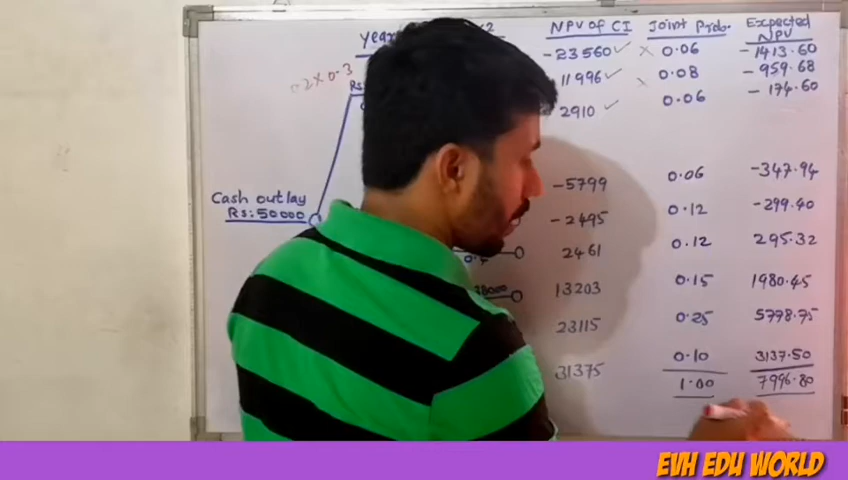 Year
2
NPV of CI
Joint Prob.
Expected
NPV
-23560 ✓ × 0.06 -1413.60
11996 ✓ × 0.08 - 959.68
2910 ✓ 0.06 - 174.60
0.2 × 0.3
Rs
Cash outlay
Rs:50000
-5799 0.06 -347.94
-2495 0.12 -299.40
2461 0.12 295.32
38000
13203 0.15 1980.45
23115 0.25 5778.75
31375 0.10 3137.50
1.00 7996.80
EVH EDU WORLD